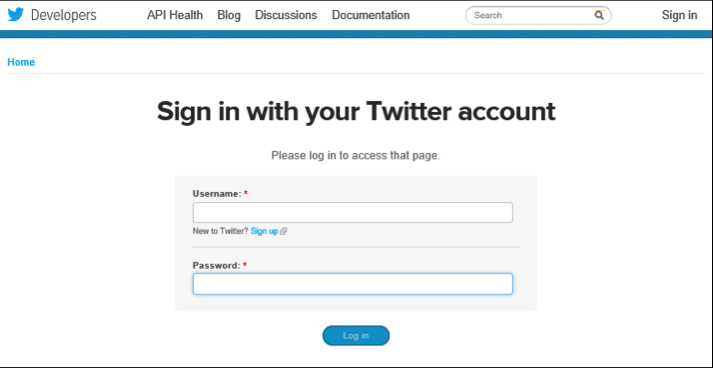 Developers API Health Blog Discussions Documentation Search Sign in
Home
Sign in with your Twitter account
Please log in to access that page.
Username: *
New to Twitter? Sign up
Password: *
Log in